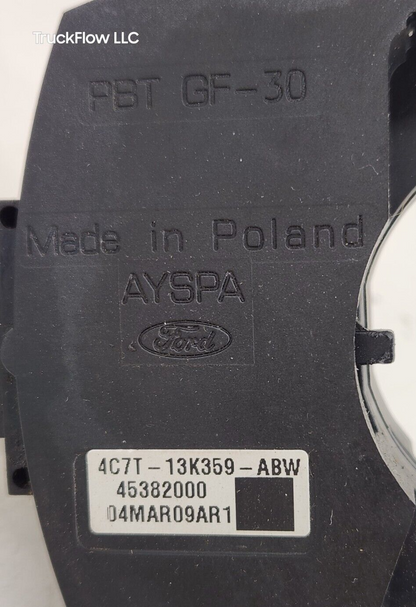 TruckFlow LLC
PBT GF-30
Made in Poland
AYSPA
Ford
4C7T-13K359-ABW
45382000
04MAR09AR1